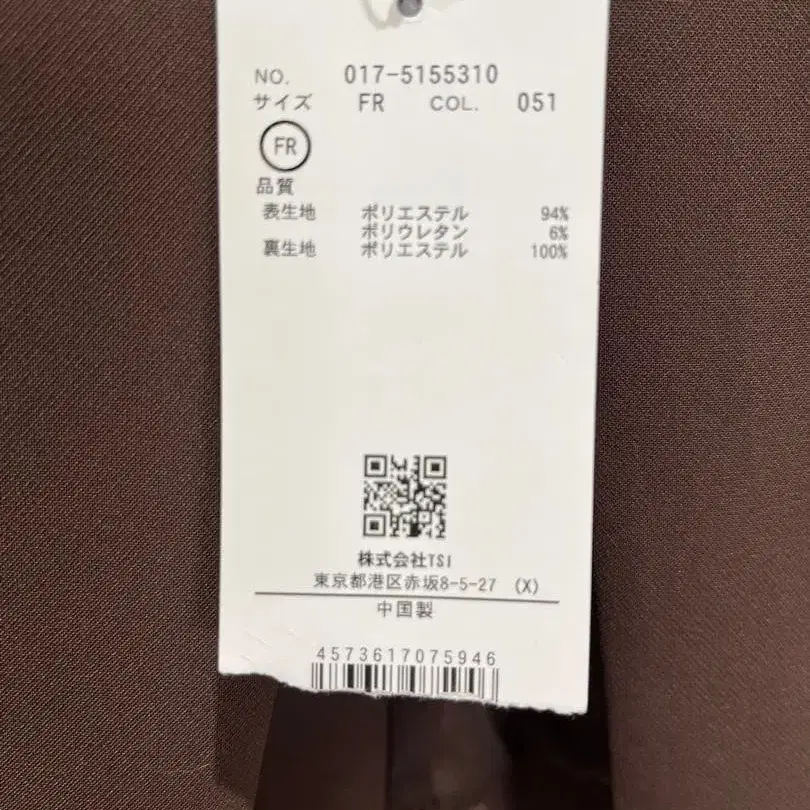 NO. 017-5155310
サイズ FR COL. 051
FR
品質
表生地 ポリエステル 94%
ポリウレタン 6%
裏生地 ポリエステル 100%
株式会社TSI
東京都港区赤坂8-5-27 (X)
中国製
4573617075946